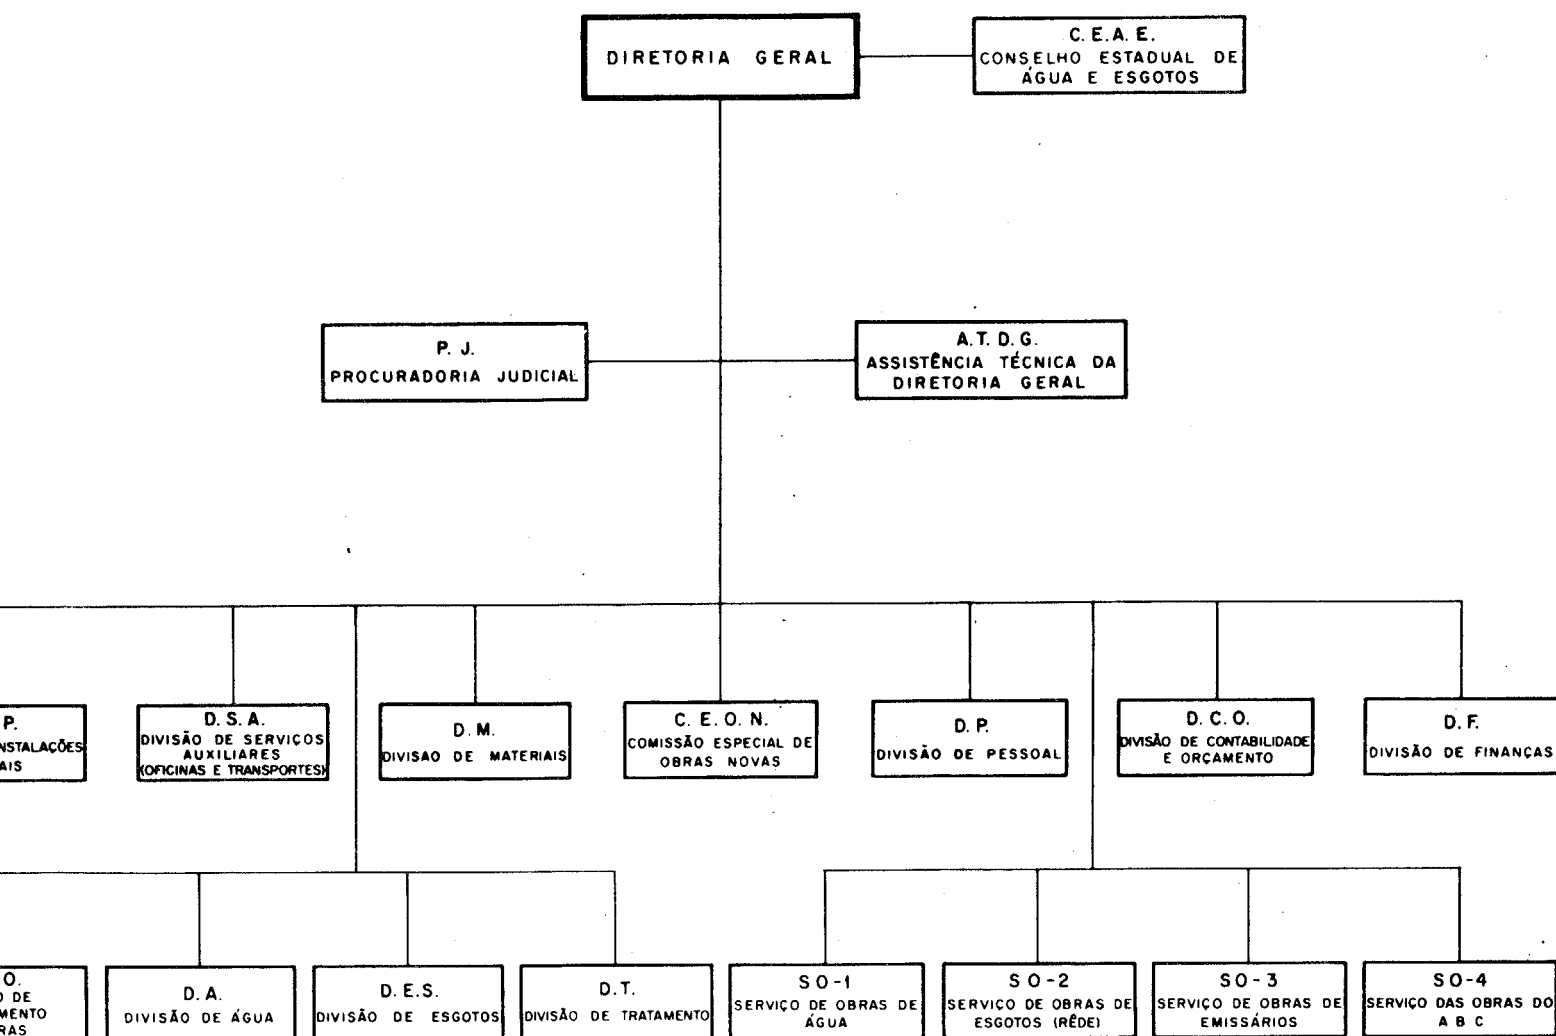 DIRETORIA GERAL
C. E. A. E.
CONSELHO ESTADUAL DE
ÁGUA E ESGOTOS
P. J.
PROCURADORIA JUDICIAL
A. T. D. G.
ASSISTÊNCIA TÉCNICA DA
DIRETORIA GERAL
P.
NSTALAÇÕES
AIS
D. S. A.
DIVISÃO DE SERVIÇOS
AUXILIARES
(OFICINAS E TRANSPORTES)
D. M.
DIVISAO DE MATERIAIS
C. E. O. N.
COMISSÃO ESPECIAL DE
OBRAS NOVAS
D. P.
DIVISÃO DE PESSOAL
D. C. O.
DIVISÃO DE CONTABILIDADE
E ORÇAMENTO
D. F.
DIVISÃO DE FINANÇAS
O.
O DE
MENTO
RAS
D. A.
DIVISÃO DE ÁGUA
D. E. S.
DIVISÃO DE ESGOTOS
D. T.
DIVISÃO DE TRATAMENTO
SO-1
SERVIÇO DE OBRAS DE
ÁGUA
SO-2
SERVIÇO DE OBRAS DE
ESGOTOS (RÊDE)
SO-3
SERVIÇO DE OBRAS DE
EMISSÁRIOS
SO-4
SERVIÇO DAS OBRAS DO
A B C